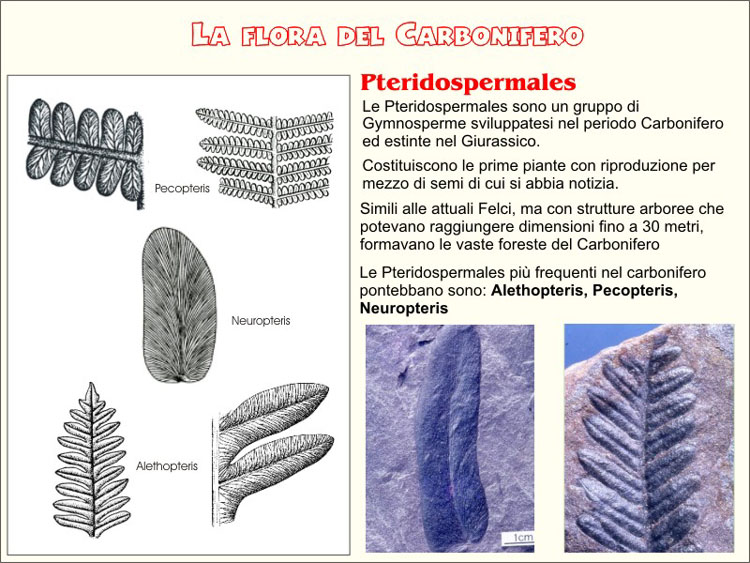 La flora del Carbonifero
Pteridospermales
Le Pteridospermales sono un gruppo di
Gymnosperme sviluppatesi nel periodo Carbonifero
ed estinte nel Giurassico.
Costituiscono le prime piante con riproduzione per
mezzo di semi di cui si abbia notizia.
Simili alle attuali Felci, ma con strutture arboree che
potevano raggiungere dimensioni fino a 30 metri,
formavano le vaste foreste del Carbonifero
Le Pteridospermales più frequenti nel carbonifero
pontebbano sono: Alethopteris, Pecopteris,
Neuropteris
Pecopteris
Neuropteris
Alethopteris
1cm